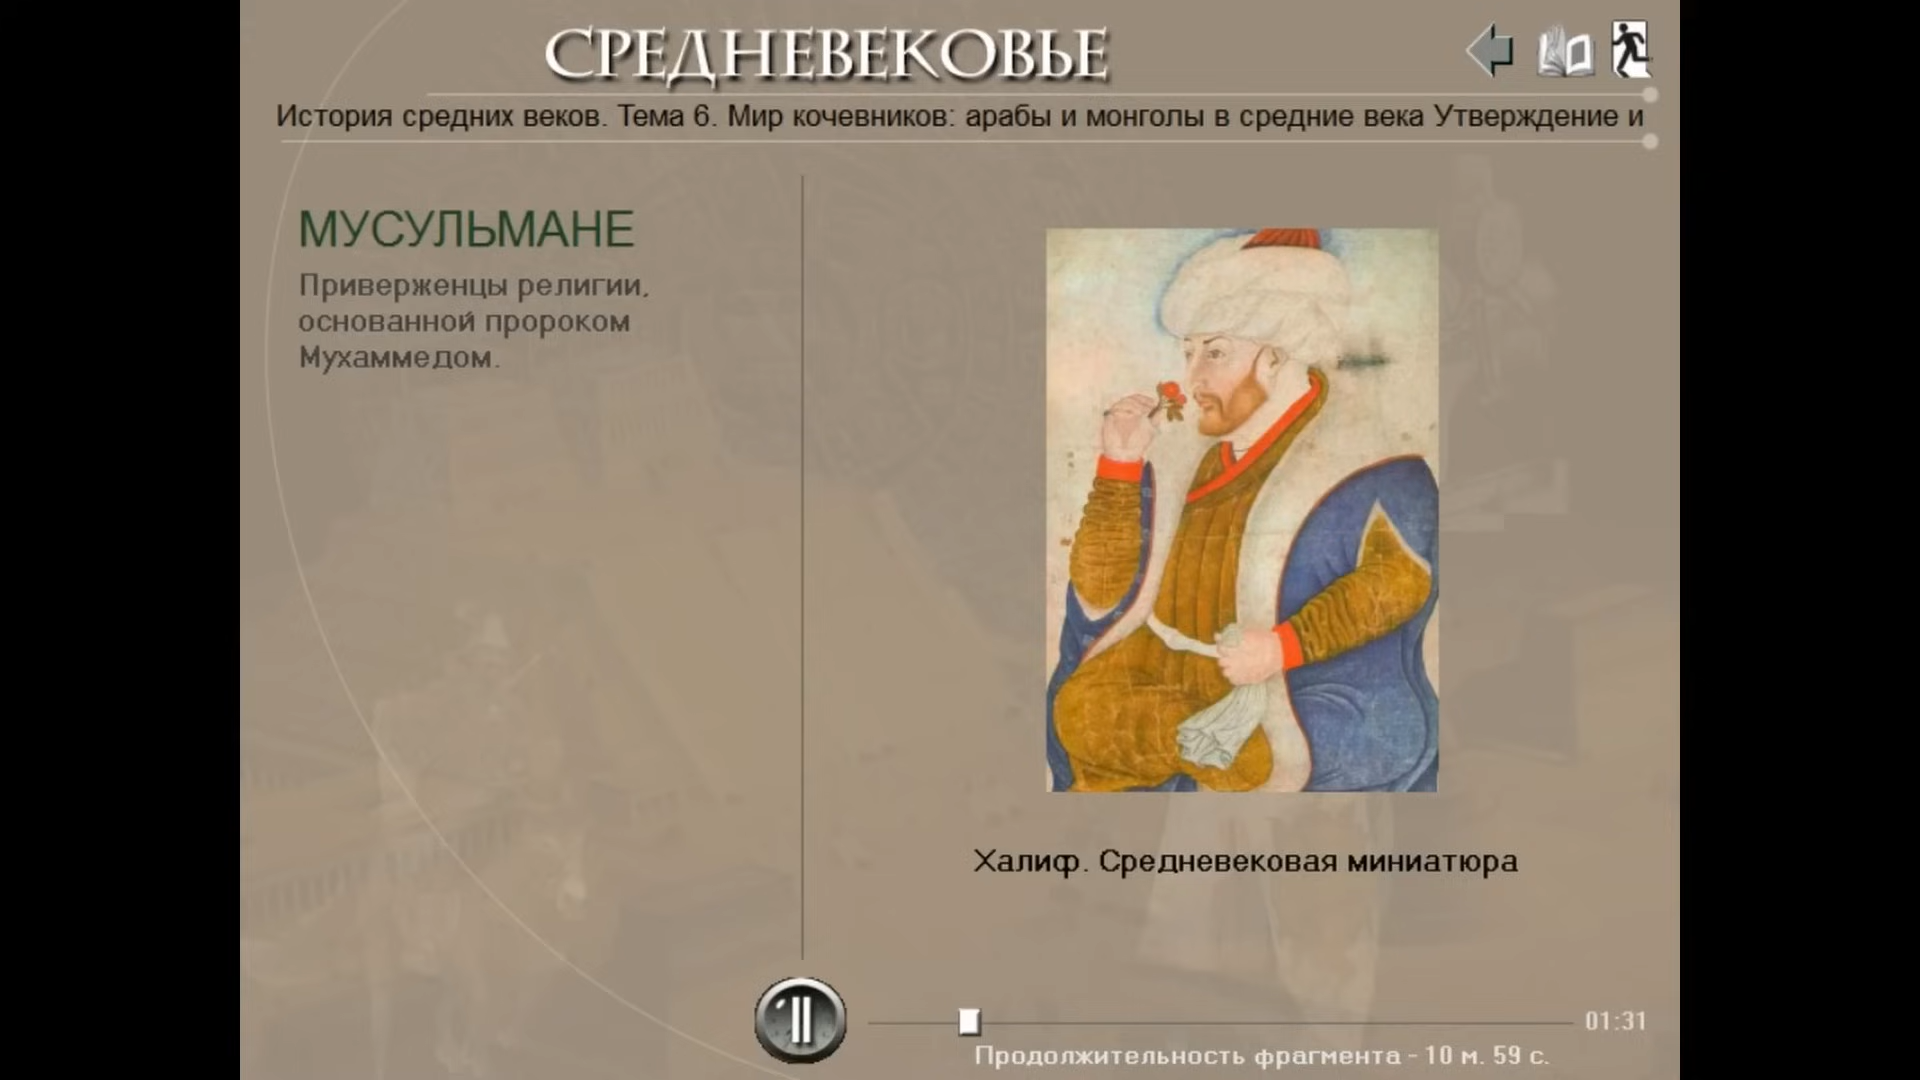 СРЕДНЕВЕКОВЬЕ
История средних веков. Тема 6. Мир кочевников: арабы и монголы в средние века Утверждение и
МУСУЛЬМАНЕ
Приверженцы религии,
основанной пророком
Мухаммедом.
Халиф. Средневековая миниатюра
01:31
Продолжительность фрагмента - 10 м. 59 с.